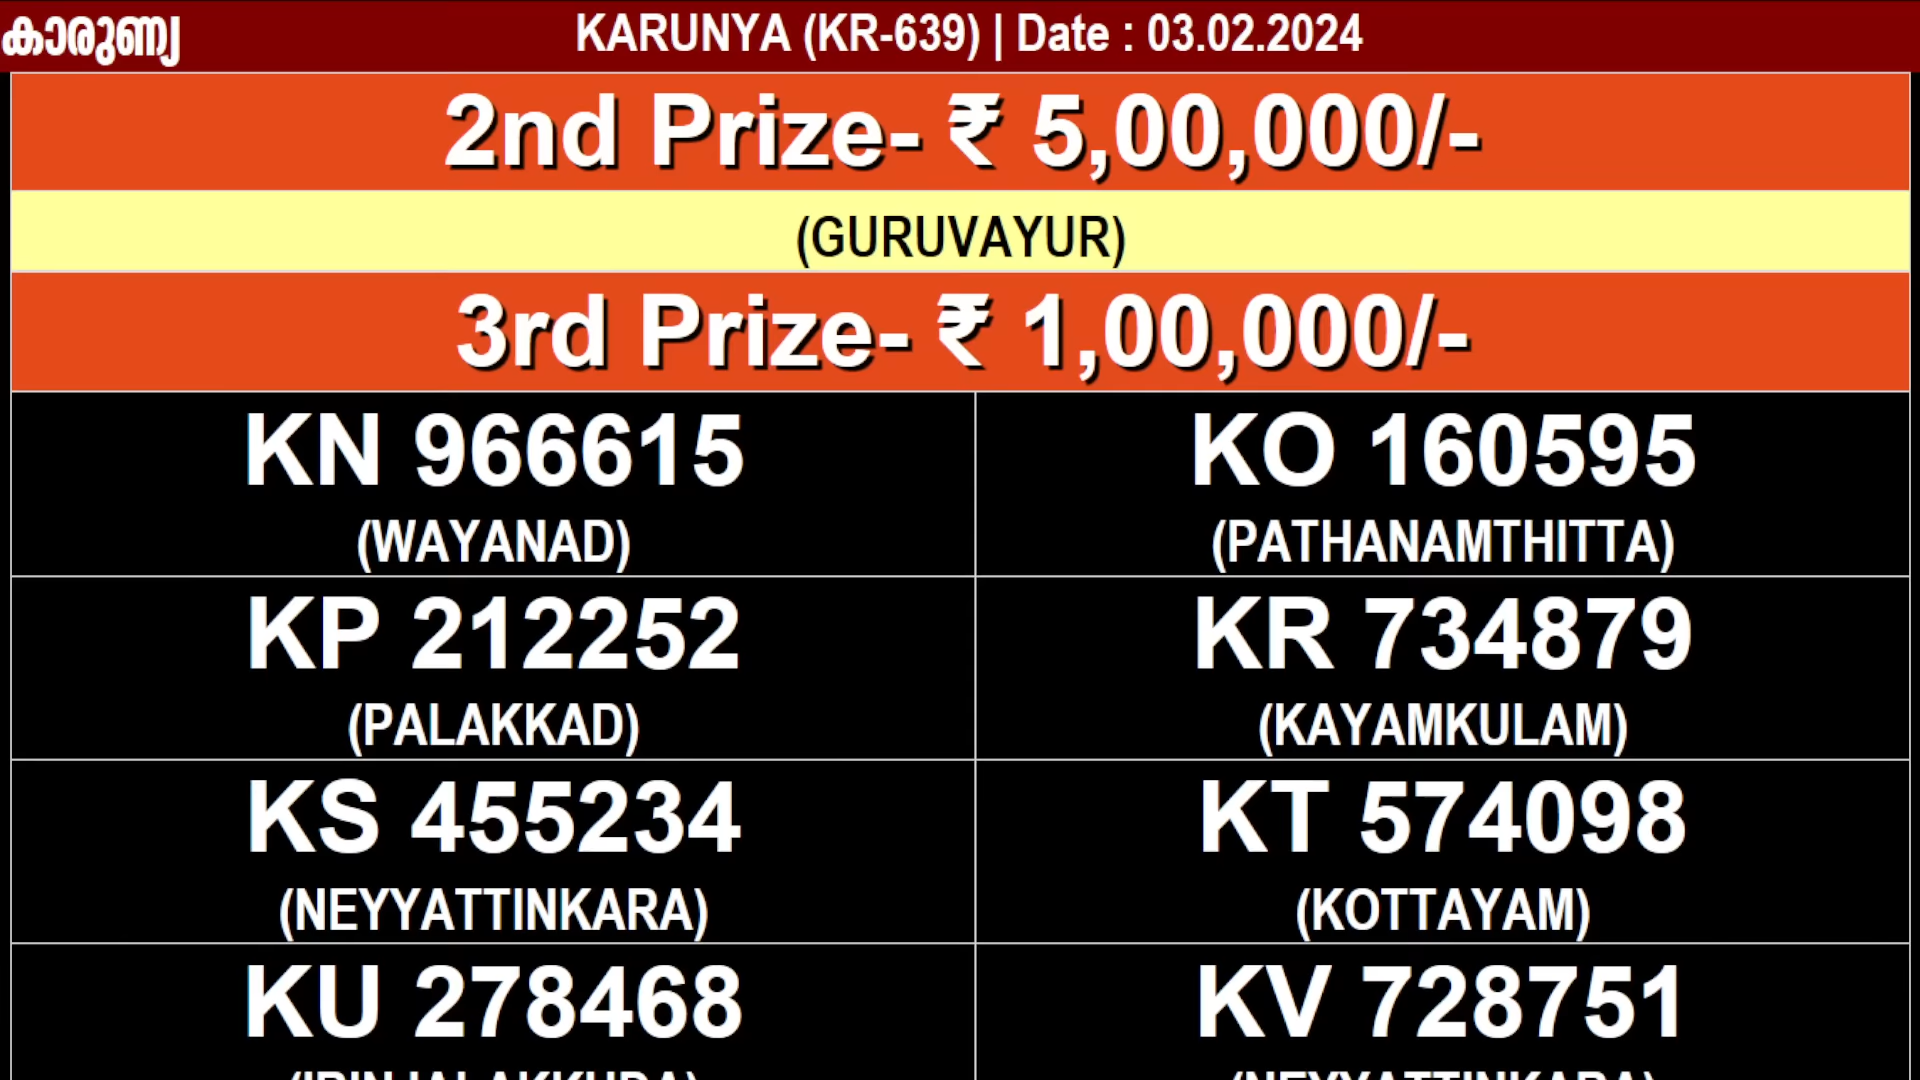 കാരുണ്യ
KARUNYA (KR-639) | Date : 03.02.2024
2nd Prize- ₹ 5,00,000/-
(GURUVAYUR)
3rd Prize- ₹ 1,00,000/-
KN 966615
KO 160595
(WAYANAD)
(PATHANAMTHITTA)
KP 212252
KR 734879
(PALAKKAD)
(KAYAMKULAM)
KS 455234
KT 574098
(NEYYATTINKARA)
(KOTTAYAM)
KU 278468
KV 728751
(IRINJALAKKUDA)
(NEYYATTINKARA)